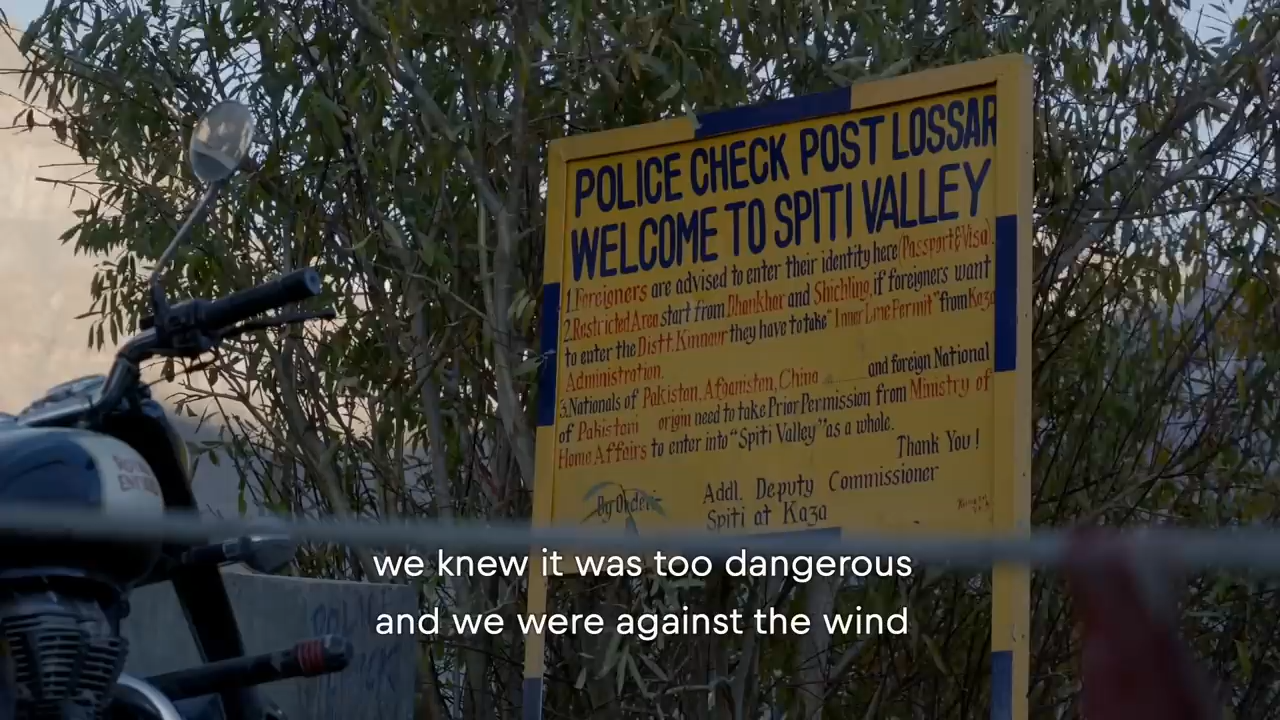 POLICE CHECK POST LOSSAR
WELCOME TO SPITI VALLEY
1.Foreigners are advised to enter their identity here(Passport&Visa).
2.Restricted Area start from Dhankhar and Shichling,if foreigners want
to enter the Distt.Kinnaur they have to take"Inner Line Permit"from Kaza
Administration.
3.Nationals of Pakistan,Afganistan,China and foreign National
of Pakistani origin need to take Prior Permission from Ministry of
Home Affairs to enter into"Spiti Valley"as a whole.
Thank You!
By Order:-
Addl. Deputy Commissioner
Spiti at Kaza
ROYAL
ENFIELD
we knew it was too dangerous
and we were against the wind